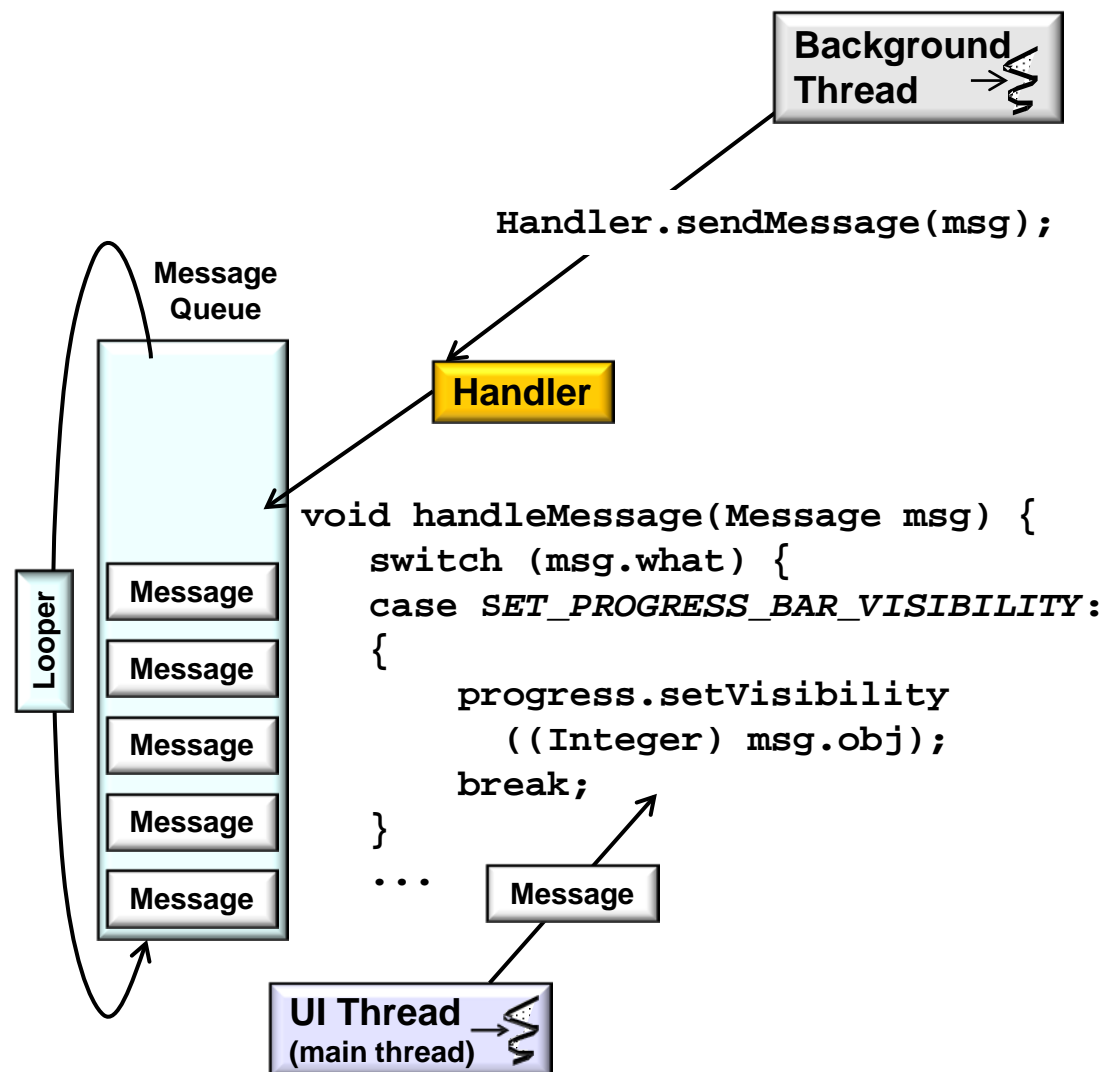 Background
Thread
Handler.sendMessage(msg);
Message
Queue
Handler
void handleMessage(Message msg) {
switch (msg.what) {
case SET_PROGRESS_BAR_VISIBILITY:
{
progress.setVisibility
((Integer) msg.obj);
break;
}
...
Looper
Message
Message
Message
Message
Message
Message
UI Thread
(main thread)